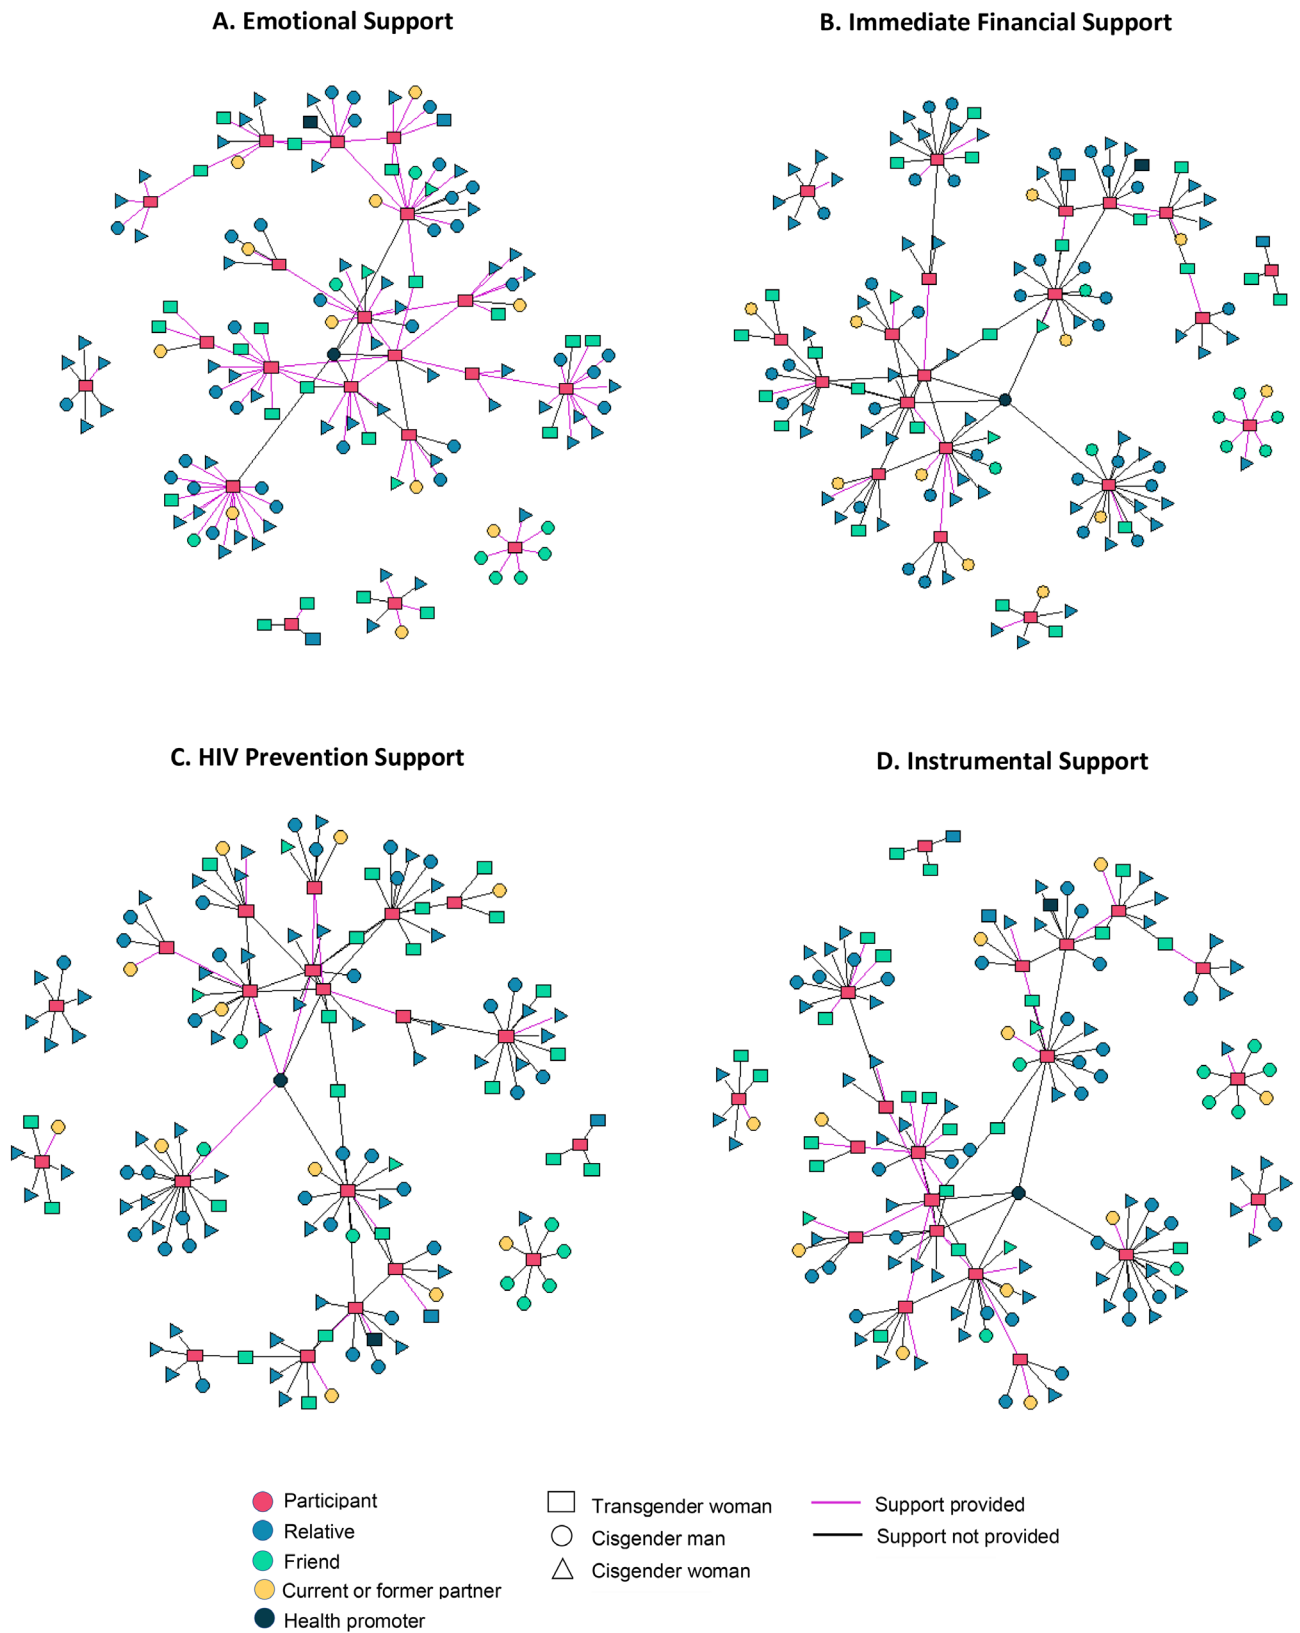 A. Emotional Support
B. Immediate Financial Support
C. HIV Prevention Support
D. Instrumental Support
Participant
Relative
Friend
Current or former partner
Health promoter
Transgender woman
Cisgender man
Cisgender woman
Support provided
Support not provided